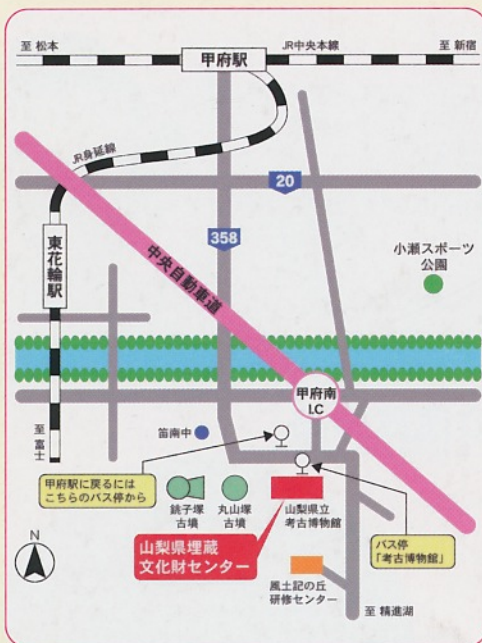 至 松本
JR中央本線
至 新宿
甲府駅
JR身延線
20
358
東花輪駅
中央自動車道
小瀬スポーツ
公園
甲府南
I.C
至 富士
笛南中
甲府駅に戻るには
こちらのバス停から
銚子塚
古墳
丸山塚
古墳
山梨県立
考古博物館
山梨県埋蔵
文化財センター
バス停
「考古博物館」
N
風土記の丘
研修センター
至 精進湖